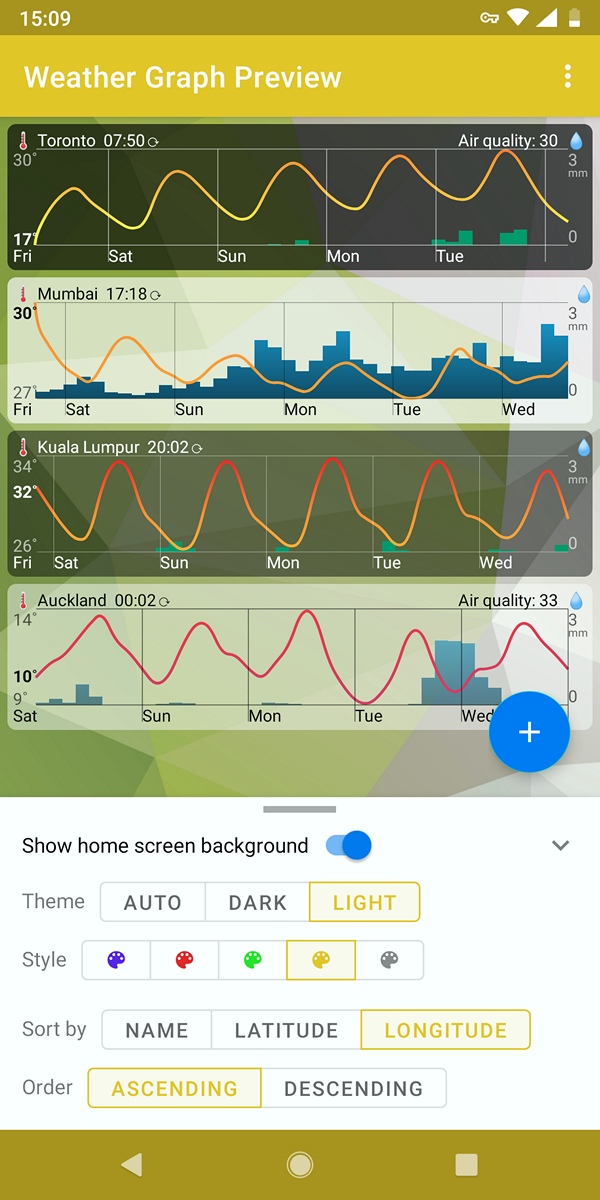 15:09
Weather Graph Preview
Toronto 07:50 Air quality: 30
30° 3
mm
17° 0
Fri Sat Sun Mon Tue
Mumbai 17:18
30° 3
mm
27° 0
Fri Sat Sun Mon Tue Wed
Kuala Lumpur 20:02
34° 3
mm
32°
26° 0
Fri Sat Sun Mon Tue Wed
Auckland 00:02 Air quality: 33
14° 3
mm
10°
9° 0
Sat Sun Mon Tue Wed
+
Show home screen background
Theme AUTO DARK LIGHT
Style
Sort by NAME LATITUDE LONGITUDE
Order ASCENDING DESCENDING